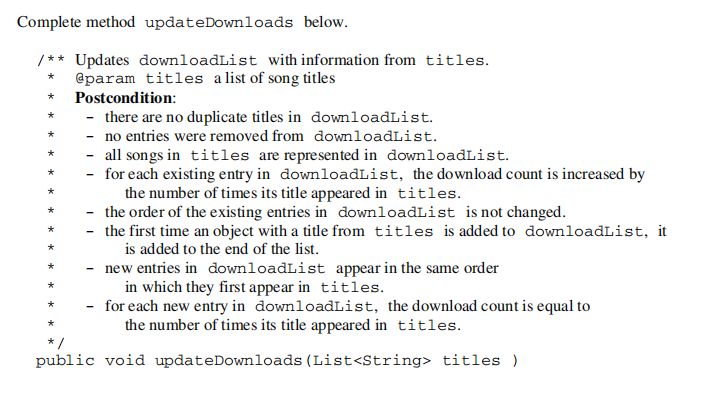 Complete method updateDownloads below.
/** Updates downloadList with information from titles.
* @param titles a list of song titles
* Postcondition:
* - there are no duplicate titles in downloadList.
* - no entries were removed from downloadList.
* - all songs in titles are represented in downloadList.
* - for each existing entry in downloadList, the download count is increased by
* the number of times its title appeared in titles.
* - the order of the existing entries in downloadList is not changed.
* - the first time an object with a title from titles is added to downloadList, it
* is added to the end of the list.
* - new entries in downloadList appear in the same order
* in which they first appear in titles.
* - for each new entry in downloadList, the download count is equal to
* the number of times its title appeared in titles.
*/
public void updateDownloads(List<String> titles )